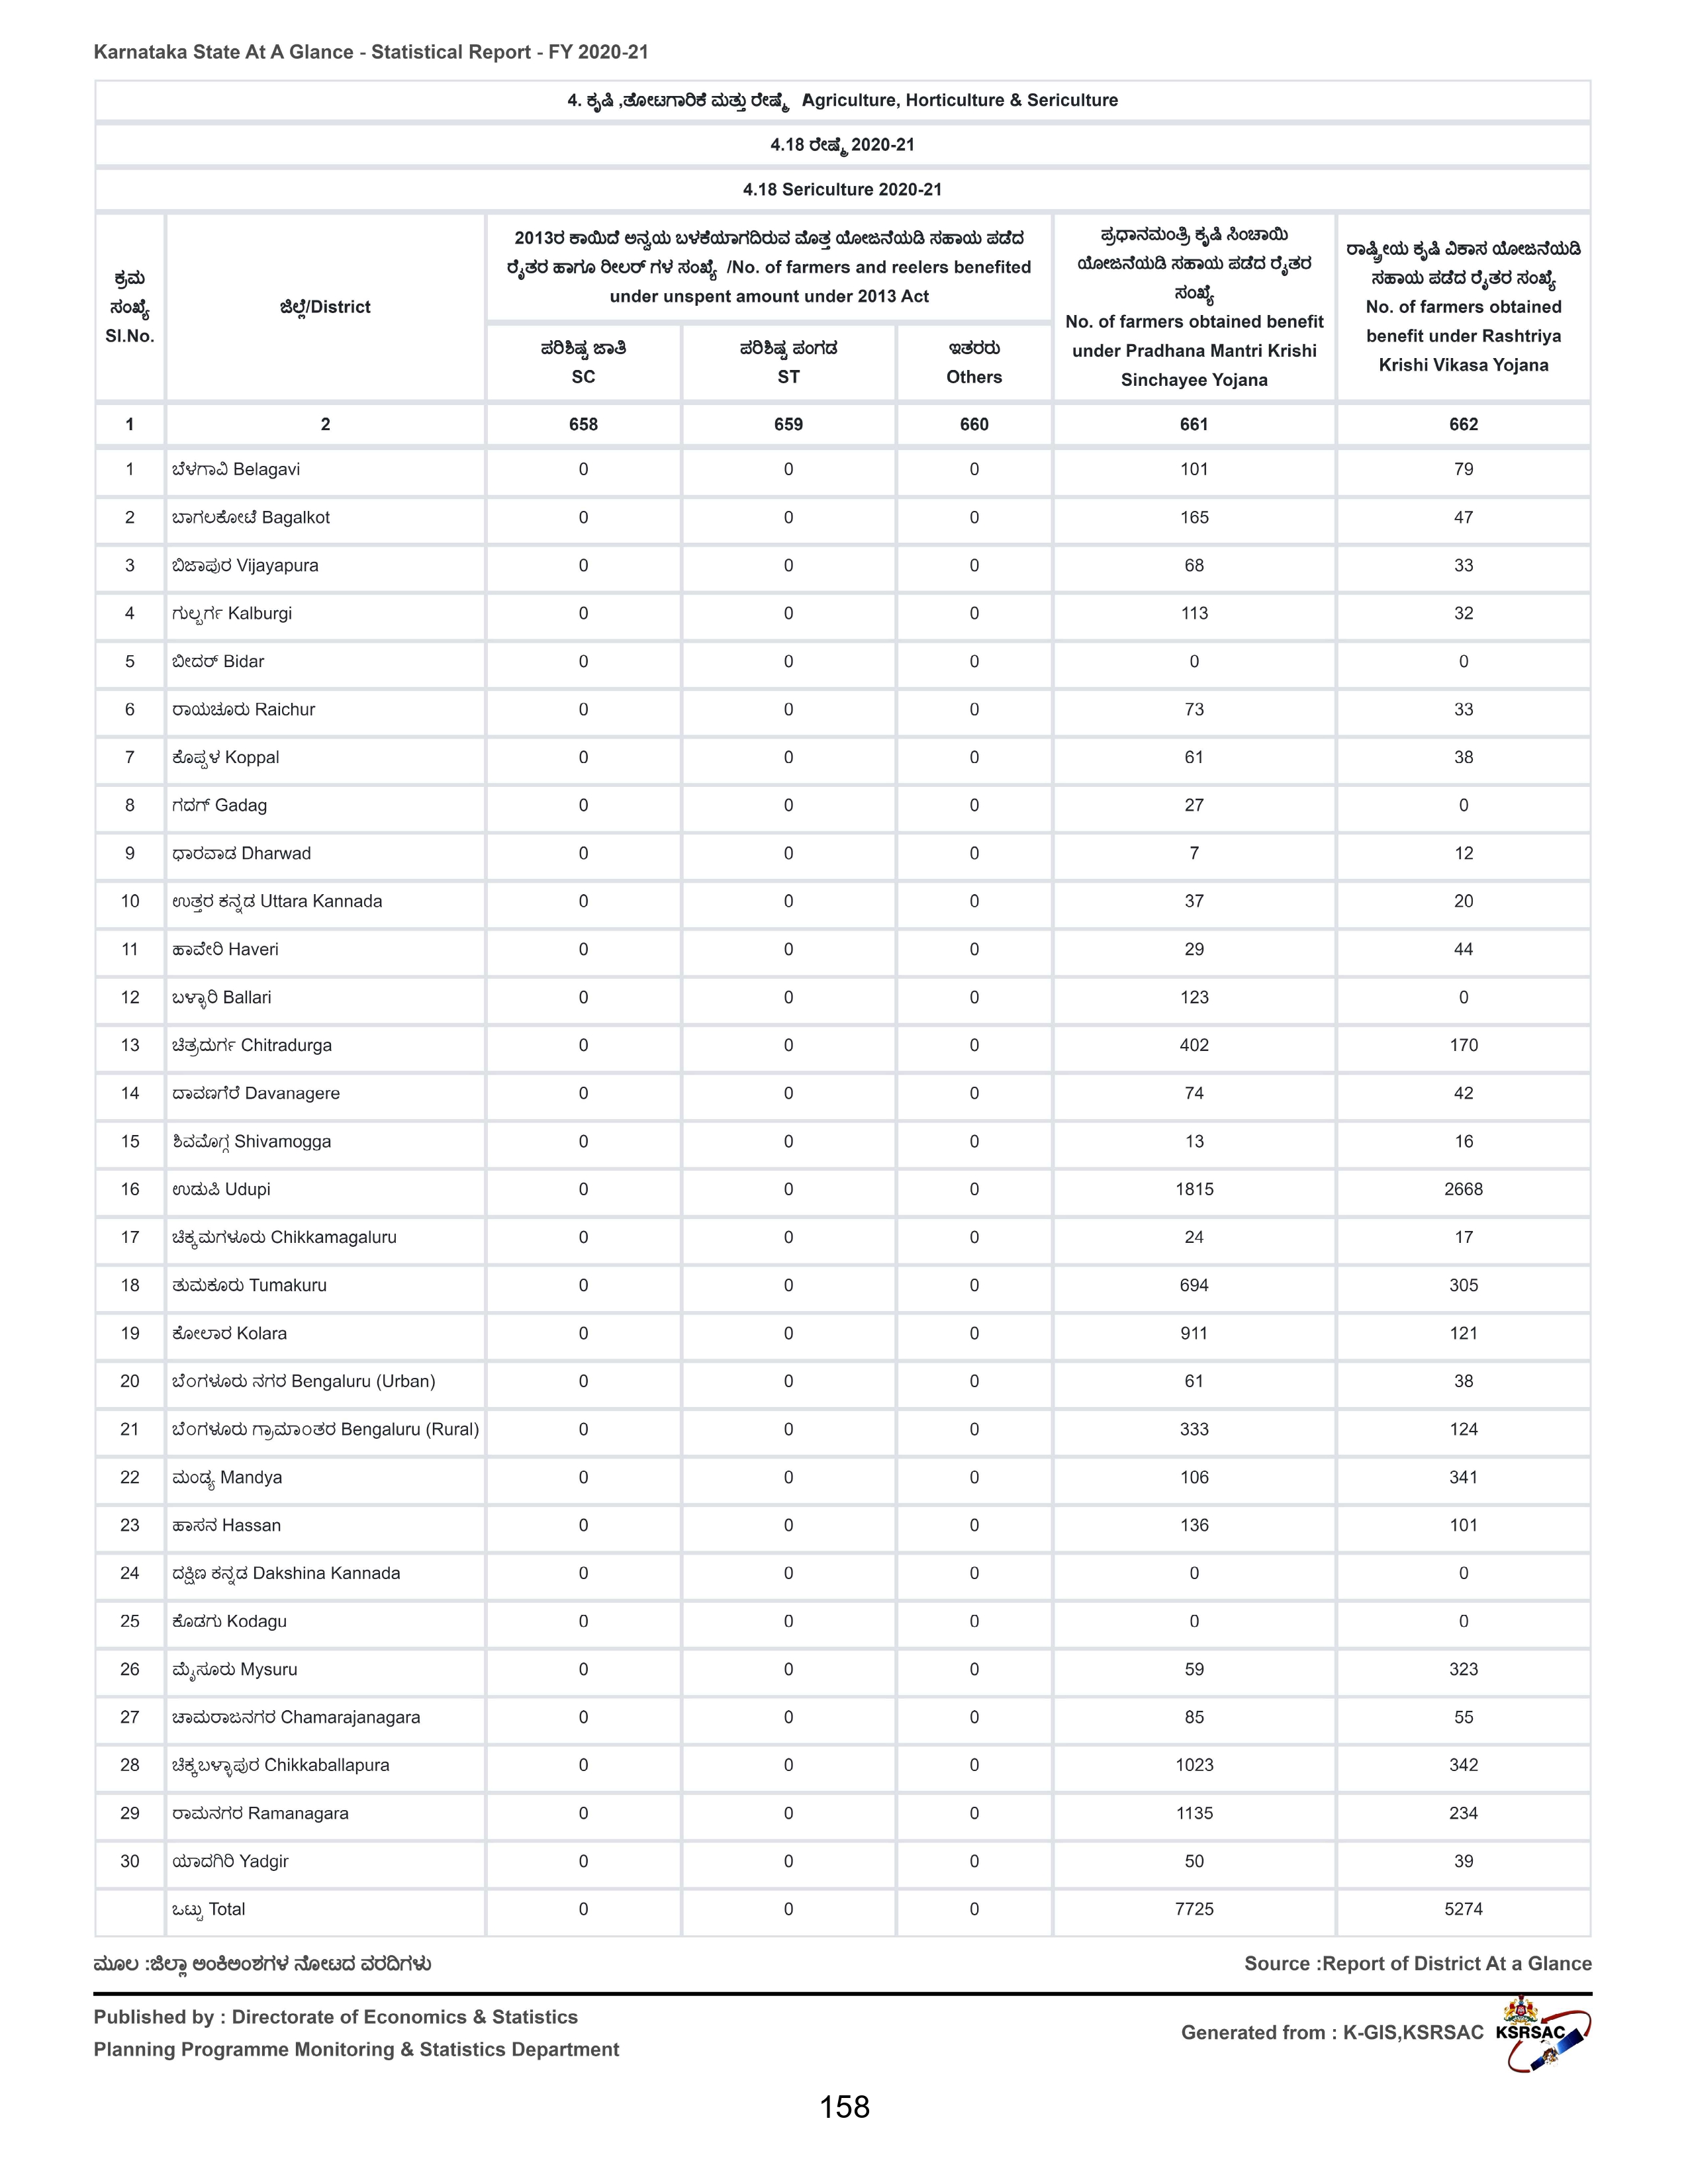 Karnataka State At A Glance - Statistical Report - FY 2020-21
4. ಕೃಷಿ ,ತೋಟಗಾರಿಕೆ ಮತ್ತು ರೇಷ್ಮೆ Agriculture, Horticulture & Sericulture
4.18 ರೇಷ್ಮೆ 2020-21
4.18 Sericulture 2020-21
ಕ್ರಮ
ಸಂಖ್ಯೆ
Sl.No.
ಜಿಲ್ಲೆ/District
2013ರ ಕಾಯಿದೆ ಅನ್ವಯ ಬಳಕೆಯಾಗದಿರುವ ಮೊತ್ತ ಯೋಜನೆಯಡಿ ಸಹಾಯ ಪಡೆದ
ರೈತರ ಹಾಗೂ ರೀಲರ್ ಗಳ ಸಂಖ್ಯೆ /No. of farmers and reelers benefited
under unspent amount under 2013 Act
ಪರಿಶಿಷ್ಟ ಜಾತಿ
SC
ಪರಿಶಿಷ್ಟ ಪಂಗಡ
ST
ಇತರರು
Others
ಪ್ರಧಾನಮಂತ್ರಿ ಕೃಷಿ ಸಿಂಚಾಯಿ
ಯೋಜನೆಯಡಿ ಸಹಾಯ ಪಡೆದ ರೈತರ
ಸಂಖ್ಯೆ
No. of farmers obtained benefit
under Pradhana Mantri Krishi
Sinchayee Yojana
ರಾಷ್ಟ್ರೀಯ ಕೃಷಿ ವಿಕಾಸ ಯೋಜನೆಯಡಿ
ಸಹಾಯ ಪಡೆದ ರೈತರ ಸಂಖ್ಯೆ
No. of farmers obtained
benefit under Rashtriya
Krishi Vikasa Yojana
1 2 658 659 660 661 662
1 ಬೆಳಗಾವಿ Belagavi 0 0 0 101 79
2 ಬಾಗಲಕೋಟೆ Bagalkot 0 0 0 165 47
3 ಬಿಜಾಪುರ Vijayapura 0 0 0 68 33
4 ಗುಲ್ಬರ್ಗ Kalburgi 0 0 0 113 32
5 ಬೀದರ್ Bidar 0 0 0 0 0
6 ರಾಯಚೂರು Raichur 0 0 0 73 33
7 ಕೊಪ್ಪಳ Koppal 0 0 0 61 38
8 ಗದಗ್ Gadag 0 0 0 27 0
9 ಧಾರವಾಡ Dharwad 0 0 0 7 12
10 ಉತ್ತರ ಕನ್ನಡ Uttara Kannada 0 0 0 37 20
11 ಹಾವೇರಿ Haveri 0 0 0 29 44
12 ಬಳ್ಳಾರಿ Ballari 0 0 0 123 0
13 ಚಿತ್ರದುರ್ಗ Chitradurga 0 0 0 402 170
14 ದಾವಣಗೆರೆ Davanagere 0 0 0 74 42
15 ಶಿವಮೊಗ್ಗ Shivamogga 0 0 0 13 16
16 ಉಡುಪಿ Udupi 0 0 0 1815 2668
17 ಚಿಕ್ಕಮಗಳೂರು Chikkamagaluru 0 0 0 24 17
18 ತುಮಕೂರು Tumakuru 0 0 0 694 305
19 ಕೋಲಾರ Kolara 0 0 0 911 121
20 ಬೆಂಗಳೂರು ನಗರ Bengaluru (Urban) 0 0 0 61 38
21 ಬೆಂಗಳೂರು ಗ್ರಾಮಾಂತರ Bengaluru (Rural) 0 0 0 333 124
22 ಮಂಡ್ಯ Mandya 0 0 0 106 341
23 ಹಾಸನ Hassan 0 0 0 136 101
24 ದಕ್ಷಿಣ ಕನ್ನಡ Dakshina Kannada 0 0 0 0 0
25 ಕೊಡಗು Kodagu 0 0 0 0 0
26 ಮೈಸೂರು Mysuru 0 0 0 59 323
27 ಚಾಮರಾಜನಗರ Chamarajanagara 0 0 0 85 55
28 ಚಿಕ್ಕಬಳ್ಳಾಪುರ Chikkaballapura 0 0 0 1023 342
29 ರಾಮನಗರ Ramanagara 0 0 0 1135 234
30 ಯಾದಗಿರಿ Yadgir 0 0 0 50 39
ಒಟ್ಟು Total 0 0 0 7725 5274
ಮೂಲ :ಜಿಲ್ಲಾ ಅಂಕಿಅಂಶಗಳ ನೋಟದ ವರದಿಗಳು Source :Report of District At a Glance
Published by : Directorate of Economics & Statistics
Planning Programme Monitoring & Statistics Department
Generated from : K-GIS,KSRSAC KSRSAC
158